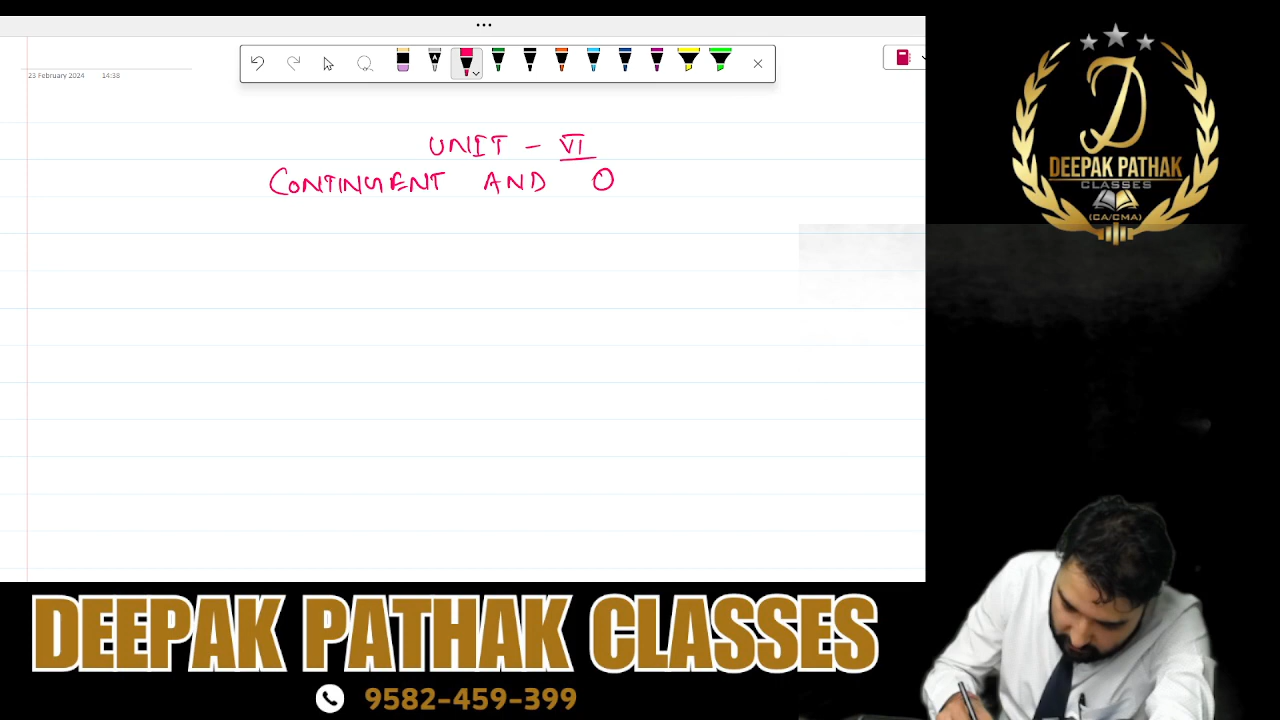 23 February 2024 14:38
UNIT - VI
CONTINGENT AND O
D
DEEPAK PATHAK
CLASSES
(CA/CMA)
DEEPAK PATHAK CLASSES
9582-459-399